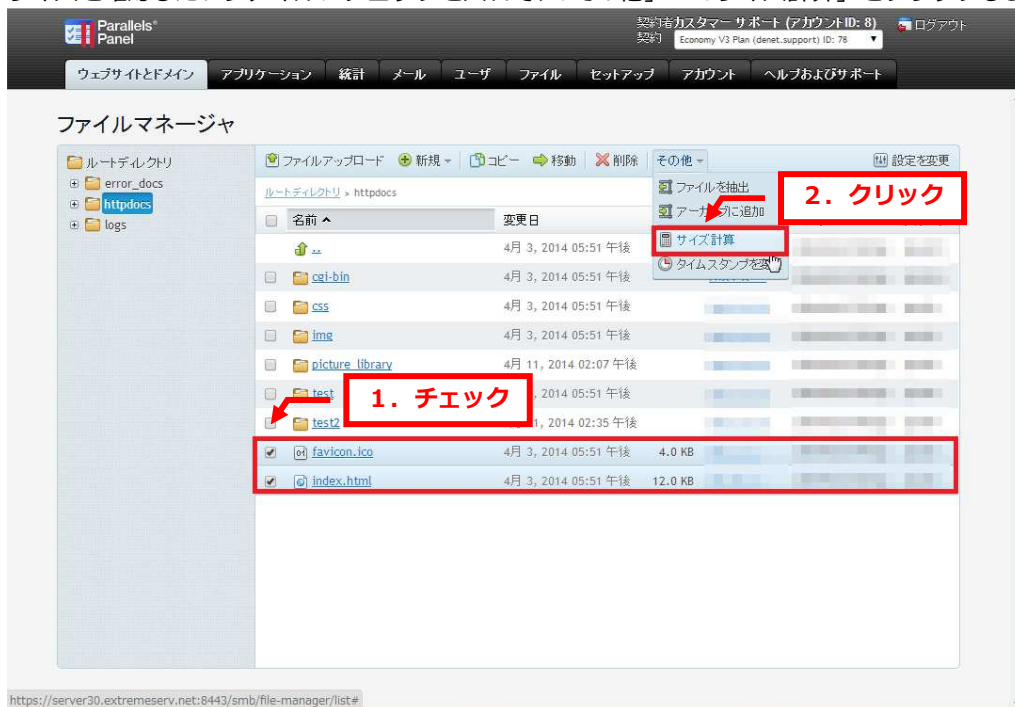 Parallels®
Panel
契約者カスタマー サポート (アカウントID: 8)
ログアウト
契約 Economy V3 Plan (denet.support) ID: 78
ウェブサイトとドメイン アプリケーション 統計 メール ユーザ ファイル セットアップ アカウント ヘルプおよびサポート
ファイルマネージャ
ルートディレクトリ
error_docs
httpdocs
logs
ファイルアップロード 新規 コピー 移動 削除 その他 設定を変更
ルートディレクトリ > httpdocs
ファイルを抽出
2．クリック
名前 変更日
サイズ計算
.. 4月 3, 2014 05:51 午後
cgi-bin 4月 3, 2014 05:51 午後
css 4月 3, 2014 05:51 午後
img 4月 3, 2014 05:51 午後
picture_library 4月 11, 2014 02:07 午後
test , 2014 05:51 午後
1．チェック
test2 1, 2014 02:35 午後
favicon.ico 4月 3, 2014 05:51 午後 4.0 KB
index.html 4月 3, 2014 05:51 午後 12.0 KB
https://server30.extremeserv.net:8443/smb/file-manager/list#